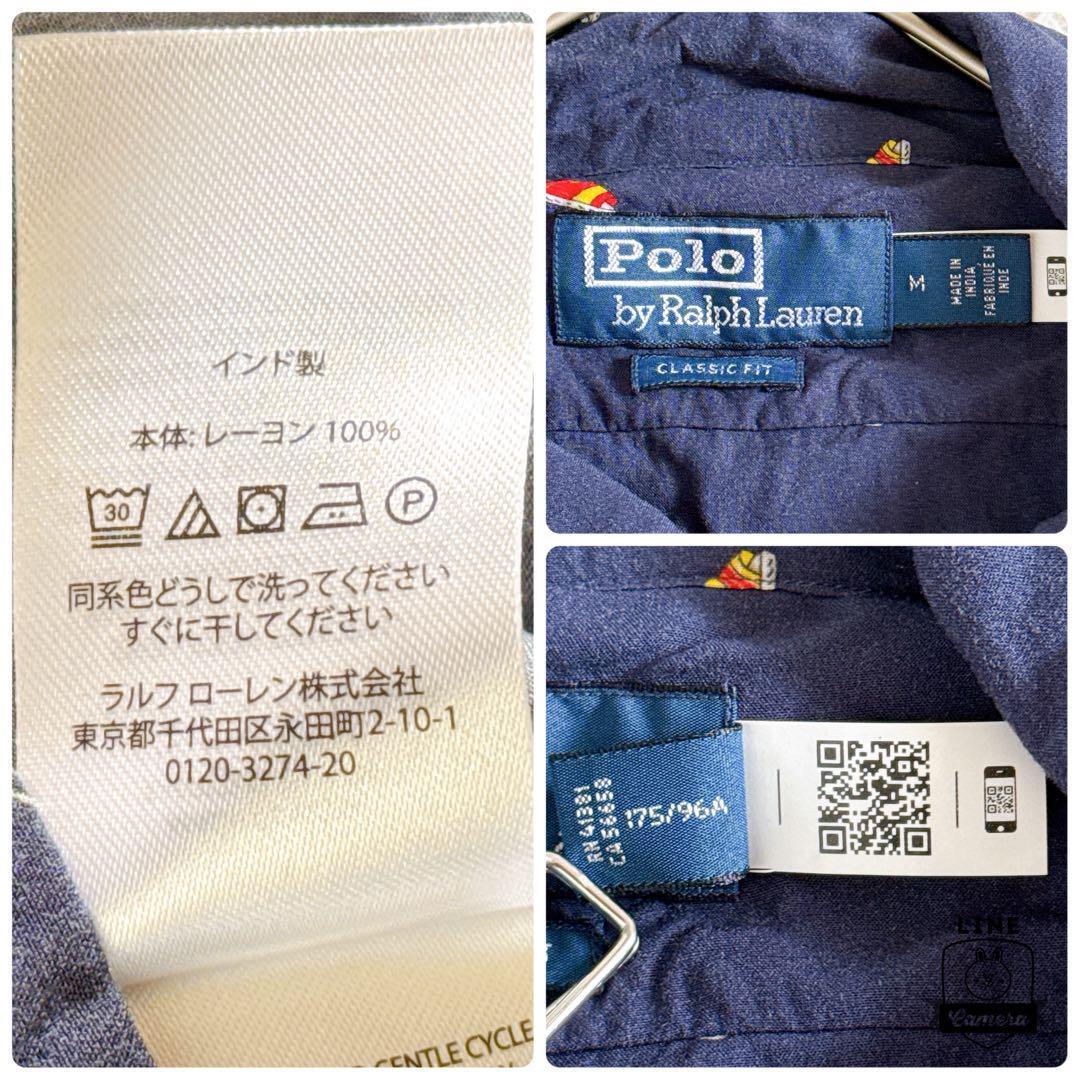 インド製
本体: レーヨン 100%
30
P
同系色どうしで洗ってください
すぐに干してください
ラルフ ローレン株式会社
東京都千代田区永田町2-10-1
0120-3274-20
GENTLE CYCLE
Polo
by Ralph Lauren
CLASSIC FIT
M
MADE IN
INDIA
FABRIQUÉ EN
INDE
RN 41381
CA 56658
175/96A
LINE
Camera